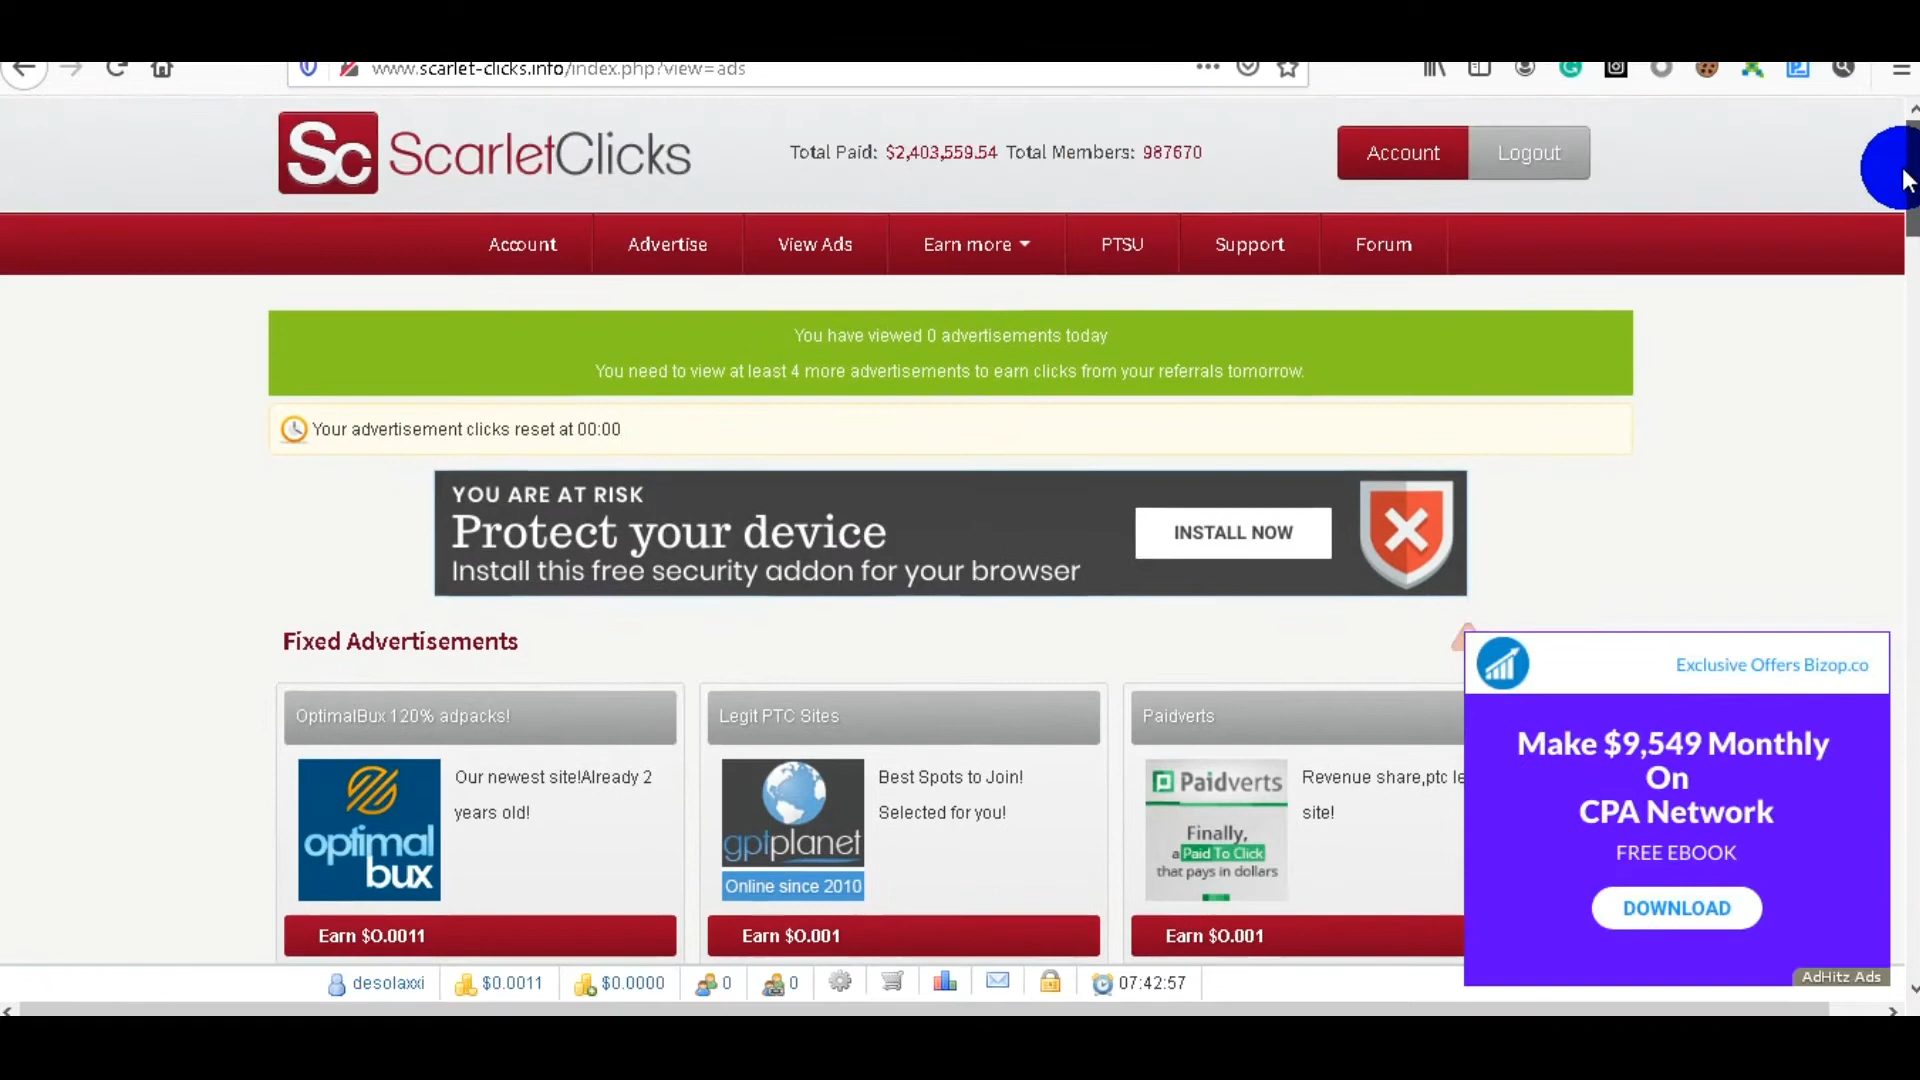 www.scarlet-clicks.info/index.php?view=ads
Sc ScarletClicks
Total Paid: $2,403,559.54 Total Members: 987670
Account Logout
Account Advertise View Ads Earn more PTSU Support Forum
You have viewed 0 advertisements today
You need to view at least 4 more advertisements to earn clicks from your referrals tomorrow.
Your advertisement clicks reset at 00:00
YOU ARE AT RISK
Protect your device
Install this free security addon for your browser
INSTALL NOW
Fixed Advertisements
OptimalBux 120% adpacks!
optimal
bux
Our newest site!Already 2
years old!
Earn $0.0011
Legit PTC Sites
gptplanet
Online since 2010
Best Spots to Join!
Selected for you!
Earn $0.001
Paidverts
Paidverts
Finally,
a Paid To Click
that pays in dollars
Revenue share,ptc le
site!
Earn $0.001
Exclusive Offers Bizop.co
Make $9,549 Monthly
On
CPA Network
FREE EBOOK
DOWNLOAD
AdHitz Ads
desolaxxi $0.0011 $0.0000 0 0 07:42:57